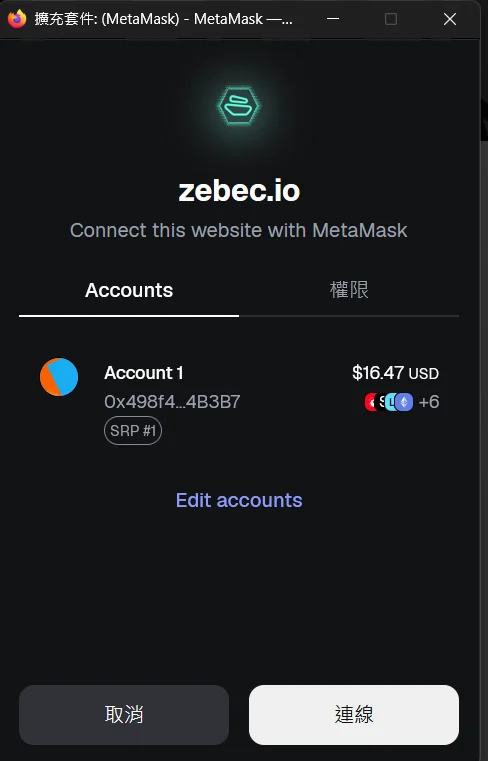 擴充套件: (MetaMask) - MetaMask —...
zebec.io
Connect this website with MetaMask
Accounts
權限
Account 1
$16.47 USD
0x498f4...4B3B7
+6
SRP #1
Edit accounts
取消
連線